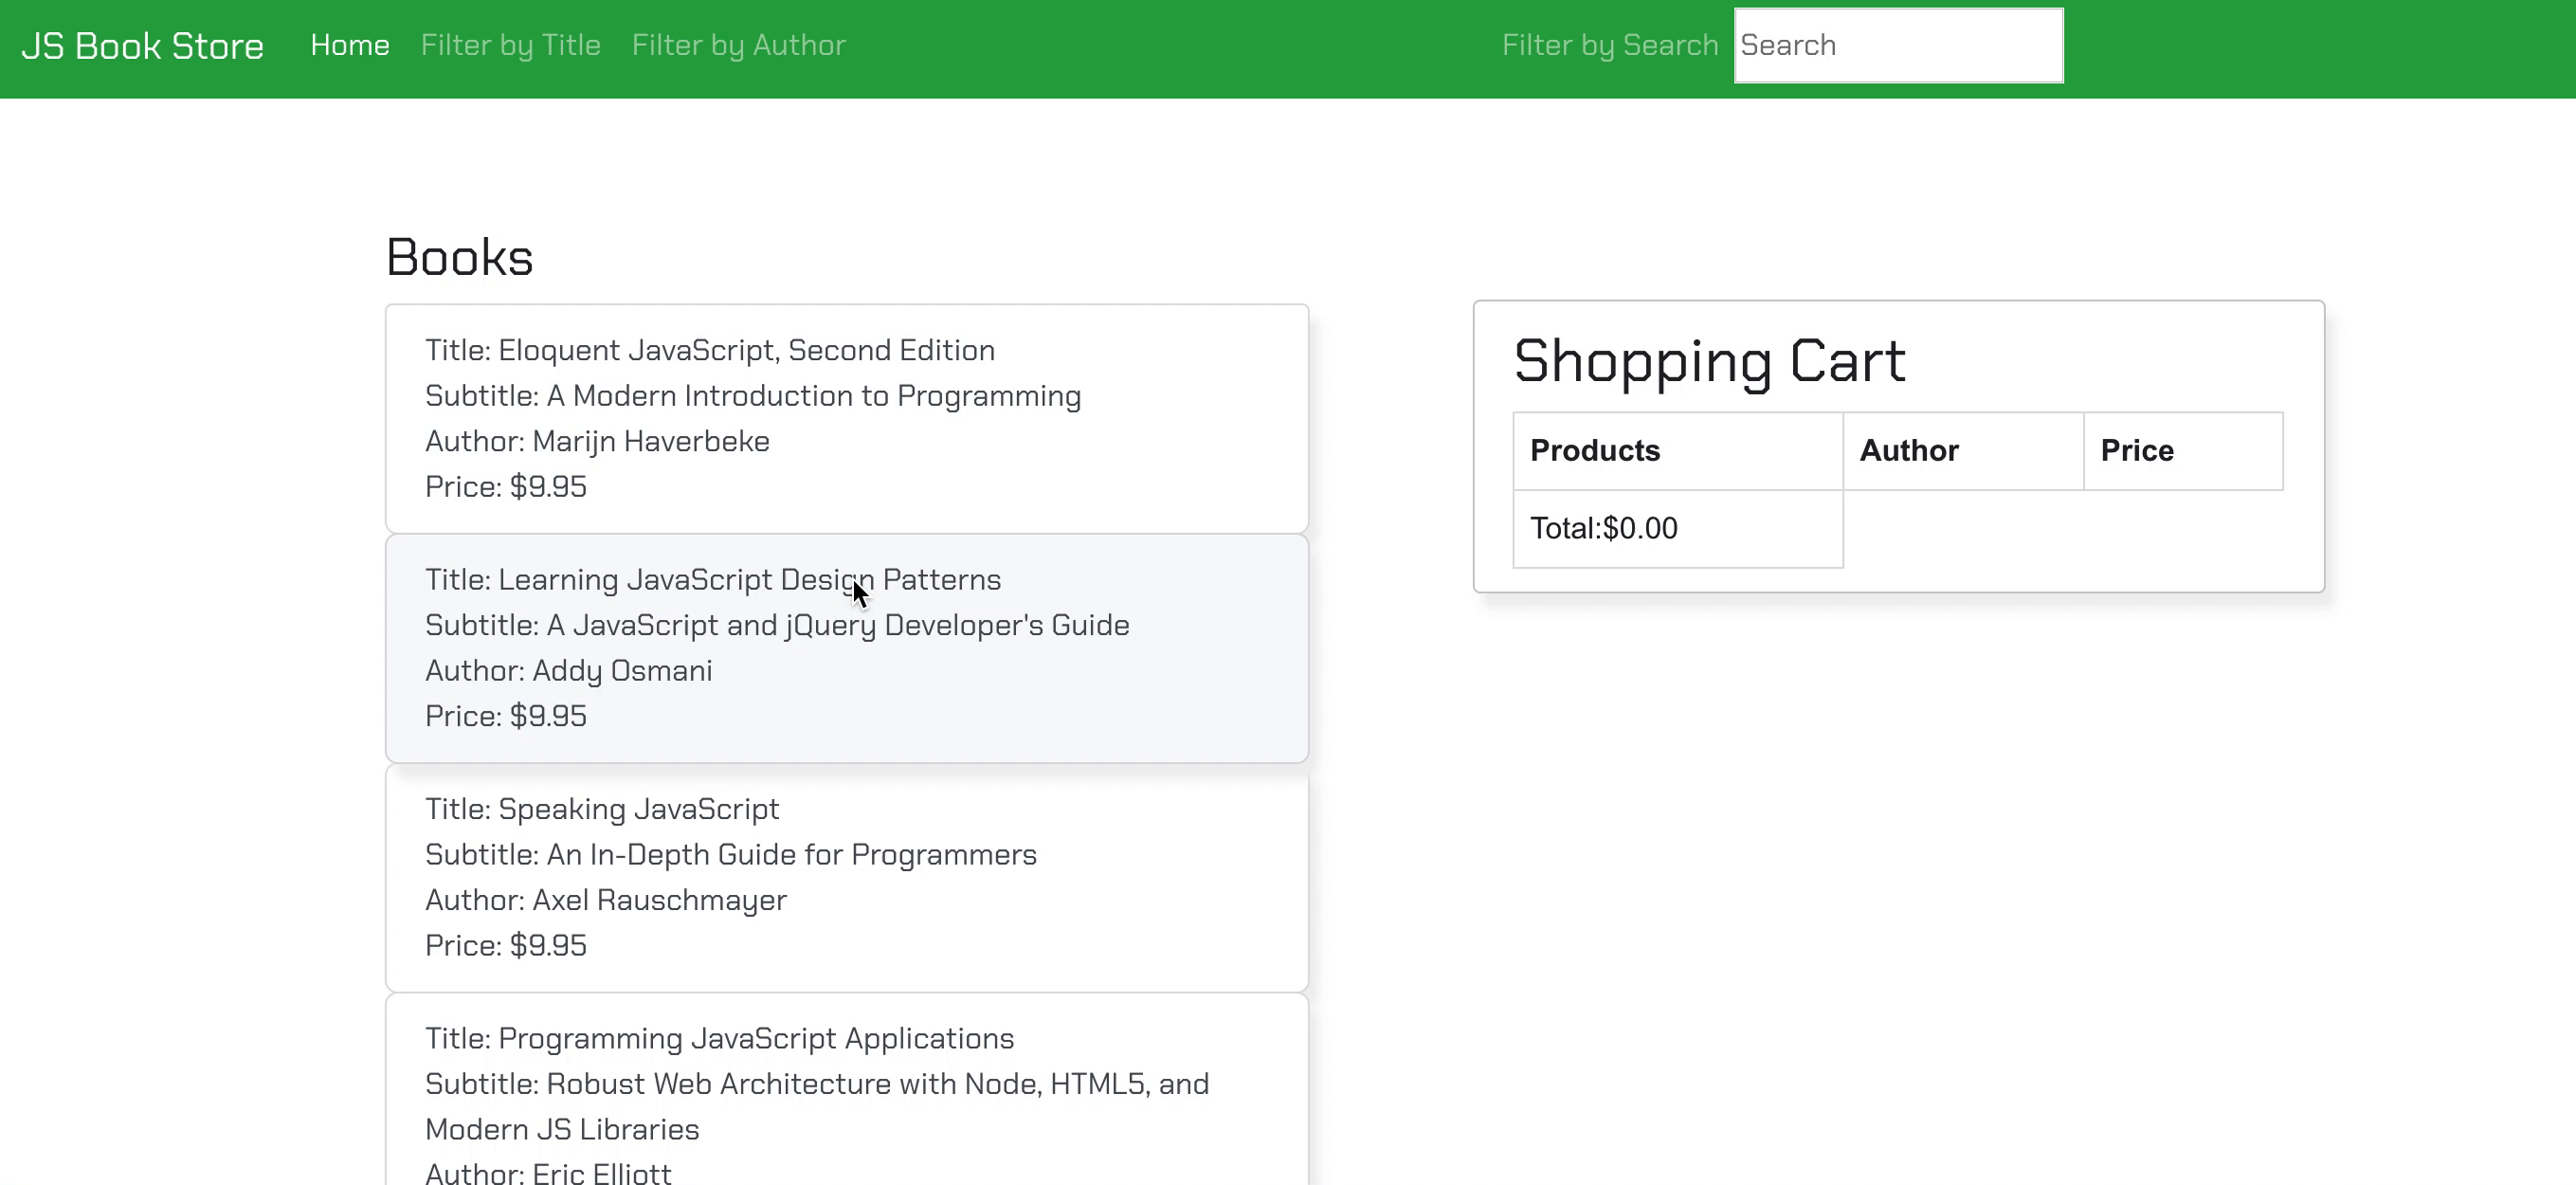 JS Book Store Home Filter by Title Filter by Author Filter by Search Search
Books
Title: Eloquent JavaScript, Second Edition
Subtitle: A Modern Introduction to Programming
Author: Marijn Haverbeke
Price: $9.95
Title: Learning JavaScript Design Patterns
Subtitle: A JavaScript and jQuery Developer's Guide
Author: Addy Osmani
Price: $9.95
Title: Speaking JavaScript
Subtitle: An In-Depth Guide for Programmers
Author: Axel Rauschmayer
Price: $9.95
Title: Programming JavaScript Applications
Subtitle: Robust Web Architecture with Node, HTML5, and
Modern JS Libraries
Author: Eric Elliott
Shopping Cart
Products Author Price
Total:$0.00